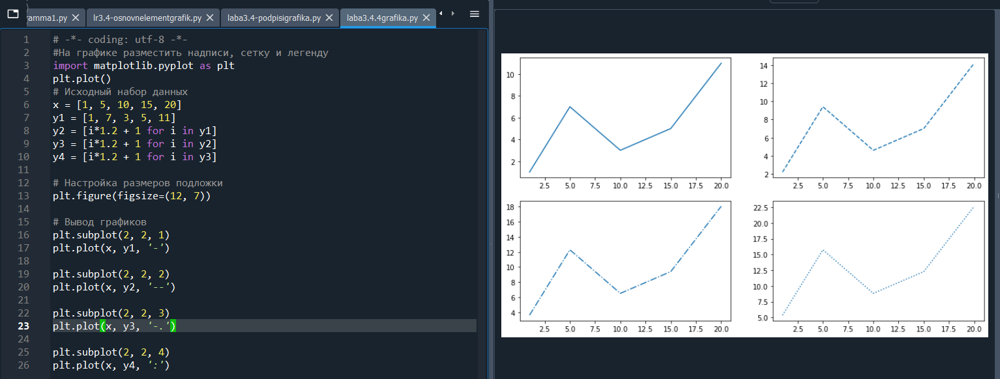 amma1.py
lr3.4-osnovnelementgrafik.py
laba3.4-podpisigrafika.py
laba3.4.4grafika.py
1 # -*- coding: utf-8 -*-
2 #На графике разместить надписи, сетку и легенду
3 import matplotlib.pyplot as plt
4 plt.plot()
5 # Исходный набор данных
6 x = [1, 5, 10, 15, 20]
7 y1 = [1, 7, 3, 5, 11]
8 y2 = [i*1.2 + 1 for i in y1]
9 y3 = [i*1.2 + 1 for i in y2]
10 y4 = [i*1.2 + 1 for i in y3]
11
12 # Настройка размеров подложки
13 plt.figure(figsize=(12, 7))
14
15 # Вывод графиков
16 plt.subplot(2, 2, 1)
17 plt.plot(x, y1, '-')
18
19 plt.subplot(2, 2, 2)
20 plt.plot(x, y2, '--')
21
22 plt.subplot(2, 2, 3)
23 plt.plot(x, y3, '-.')
24
25 plt.subplot(2, 2, 4)
26 plt.plot(x, y4, ':')
10
8
6
4
2
2.5 5.0 7.5 10.0 12.5 15.0 17.5 20.0
14
12
10
8
6
4
2
2.5 5.0 7.5 10.0 12.5 15.0 17.5 20.0
18
16
14
12
10
8
6
4
2.5 5.0 7.5 10.0 12.5 15.0 17.5 20.0
22.5
20.0
17.5
15.0
12.5
10.0
7.5
5.0
2.5 5.0 7.5 10.0 12.5 15.0 17.5 20.0